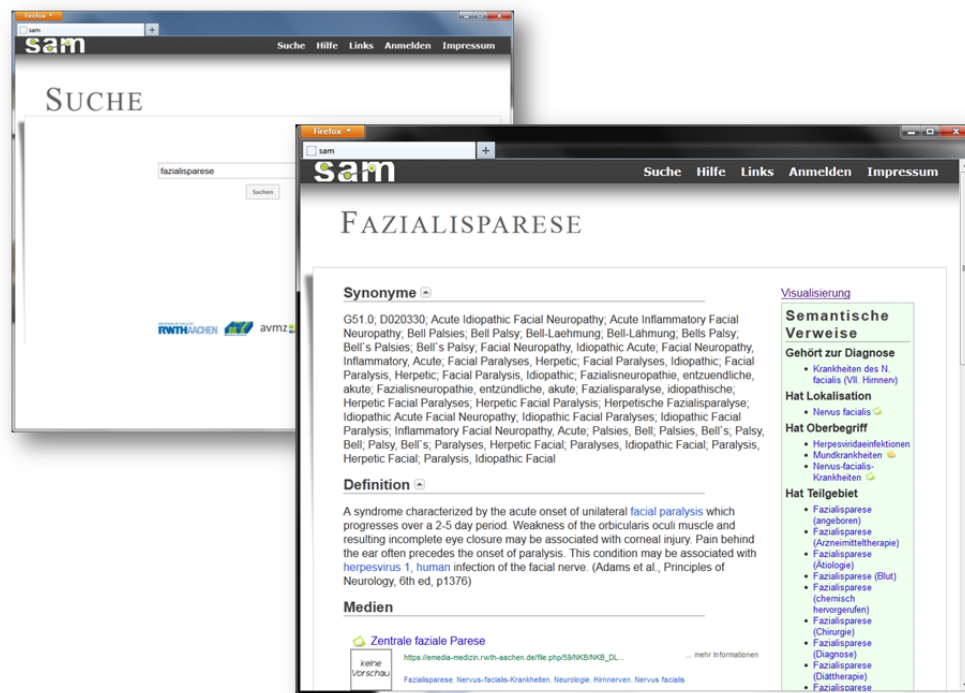 Firefox
sam
sam
Suche Hilfe Links Anmelden Impressum
SUCHE
fazialisparese
Suchen
RWTHAACHEN
avmz
Firefox
sam
sam
Suche Hilfe Links Anmelden Impressum
FAZIALISPARESE
Synonyme
G51.0; D020330; Acute Idiopathic Facial Neuropathy; Acute Inflammatory Facial
Neuropathy; Bell Palsies; Bell Palsy; Bell-Laehmung; Bell-Lähmung; Bells Palsy;
Bell`s Palsies; Bell`s Palsy; Facial Neuropathy, Idiopathic Acute; Facial Neuropathy,
Inflammatory, Acute; Facial Paralyses, Herpetic; Facial Paralyses, Idiopathic; Facial
Paralysis, Herpetic; Facial Paralysis, Idiopathic; Fazialisneuropathie, entzuendliche,
akute; Fazialisneuropathie, entzündliche, akute; Fazialisparalyse, idiopathische;
Herpetic Facial Paralyses; Herpetic Facial Paralysis; Herpetische Fazialisparalyse;
Idiopathic Acute Facial Neuropathy; Idiopathic Facial Paralyses; Idiopathic Facial
Paralysis; Inflammatory Facial Neuropathy, Acute; Palsies, Bell; Palsies, Bell`s; Palsy,
Bell; Palsy, Bell`s; Paralyses, Herpetic Facial; Paralyses, Idiopathic Facial; Paralysis,
Herpetic Facial; Paralysis, Idiopathic Facial
Definition
A syndrome characterized by the acute onset of unilateral facial paralysis which
progresses over a 2-5 day period. Weakness of the orbicularis oculi muscle and
resulting incomplete eye closure may be associated with corneal injury. Pain behind
the ear often precedes the onset of paralysis. This condition may be associated with
herpesvirus 1, human infection of the facial nerve. (Adams et al., Principles of
Neurology, 6th ed, p1376)
Medien
Zentrale faziale Parese
keine
Vorschau
https://emedia-medizin.rwth-aachen.de/file.php/59/NKB/NKB_DL...
... mehr Informationen
Fazialisparese, Nervus-facialis-Krankheiten, Neurologie, Hirnnerven, Nervus facialis
Visualisierung
Semantische
Verweise
Gehört zur Diagnose
Krankheiten des N.
facialis (VII. Hirnnerv)
Hat Lokalisation
Nervus facialis
Hat Oberbegriff
Herpesviridaeinfektionen
Mundkrankheiten
Nervus-facialis-
Krankheiten
Hat Teilgebiet
Fazialisparese
(angeboren)
Fazialisparese
(Arzneimitteltherapie)
Fazialisparese
(Ätiologie)
Fazialisparese (Blut)
Fazialisparese
(chemisch
hervorgerufen)
Fazialisparese
(Chirurgie)
Fazialisparese
(Diagnose)
Fazialisparese
(Diättherapie)
Fazialisparese